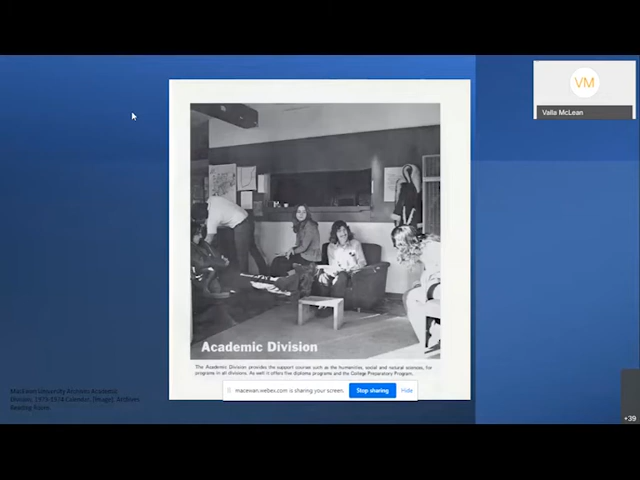 VM
Valla McLean
Academic Division
The Academic Division provides the support courses such as the humanities, social and natural sciences, for
programs in all divisions. As well it offers five diploma programs and the College Preparatory Program.
macewan.webex.com is sharing your screen.
Stop sharing
Hide
MacEwan University Archives Academic
Division, 1973-1974 Calendar, [Image], Archives
Reading Room.
+39